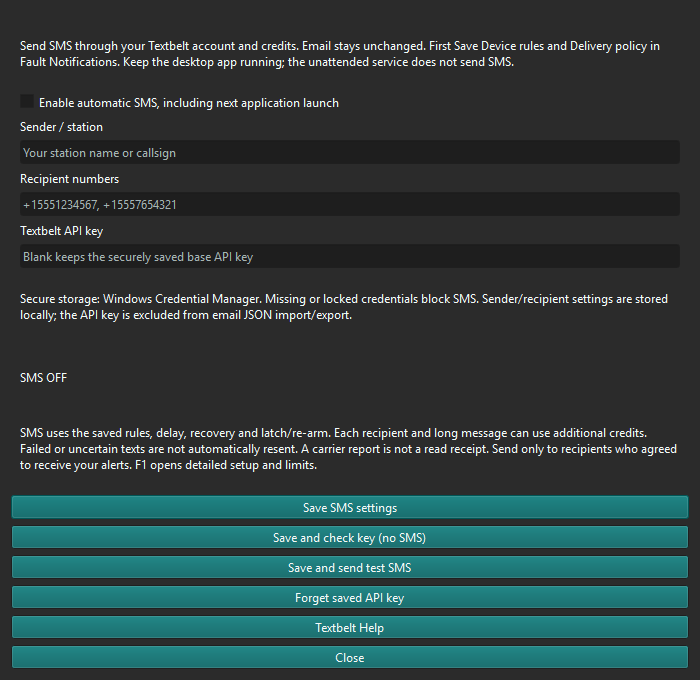 Send SMS through your Textbelt account and credits. Email stays unchanged. First Save Device rules and Delivery policy in
Fault Notifications. Keep the desktop app running; the unattended service does not send SMS.
Enable automatic SMS, including next application launch
Sender / station
Your station name or callsign
Recipient numbers
+15551234567, +15557654321
Textbelt API key
Blank keeps the securely saved base API key
Secure storage: Windows Credential Manager. Missing or locked credentials block SMS. Sender/recipient settings are stored
locally; the API key is excluded from email JSON import/export.
SMS OFF
SMS uses the saved rules, delay, recovery and latch/re-arm. Each recipient and long message can use additional credits.
Failed or uncertain texts are not automatically resent. A carrier report is not a read receipt. Send only to recipients who agreed
to receive your alerts. F1 opens detailed setup and limits.
Save SMS settings
Save and check key (no SMS)
Save and send test SMS
Forget saved API key
Textbelt Help
Close